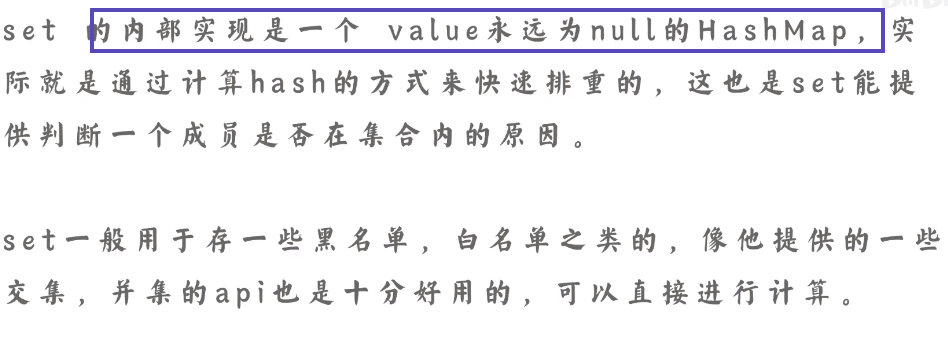 set 的内部实现是一个 value永远为null的HashMap，实
际就是通过计算hash的方式来快速排重的，这也是set能提
供判断一个成员是否在集合内的原因。
set一般用于存一些黑名单，白名单之类的，像他提供的一些
交集，并集的api也是十分好用的，可以直接进行计算。